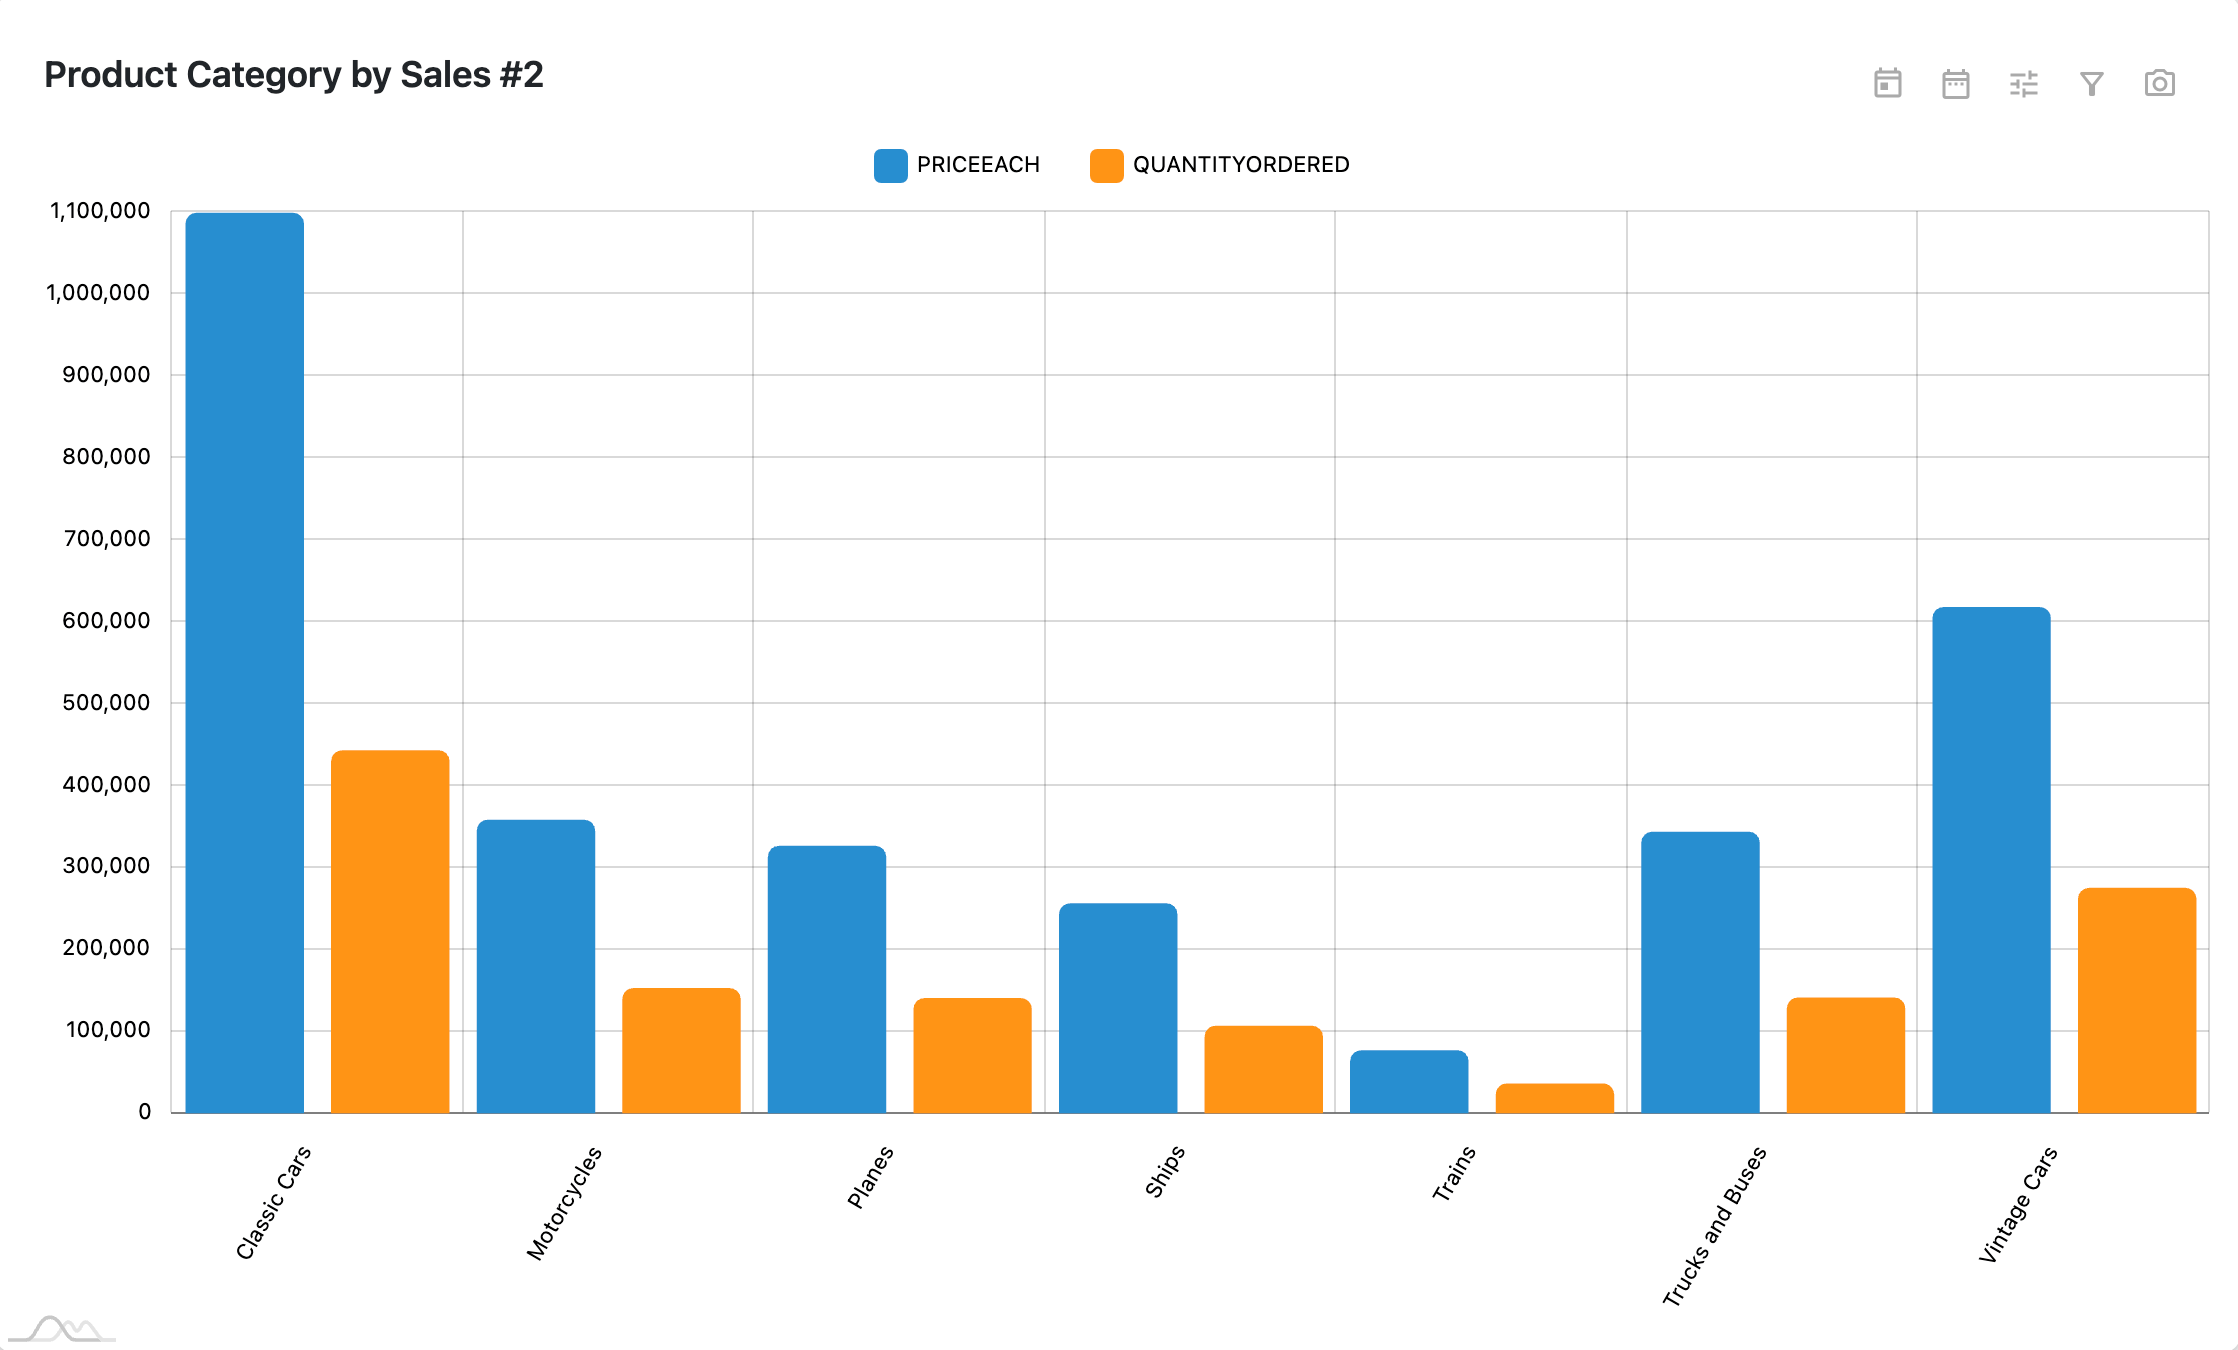 Product Category by Sales #2
PRICEEACH
QUANTITYORDERED
1,100,000
1,000,000
900,000
800,000
700,000
600,000
500,000
400,000
300,000
200,000
100,000
0
Classic Cars
Motorcycles
Planes
Ships
Trains
Trucks and Buses
Vintage Cars